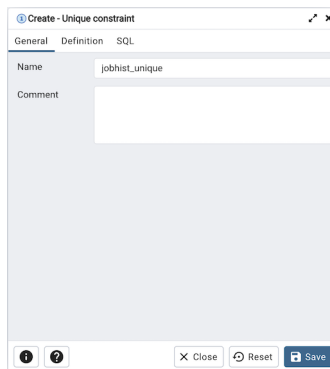 Create - Unique constraint
General Definition SQL
Name jobhist_unique
Comment
Close Reset Save